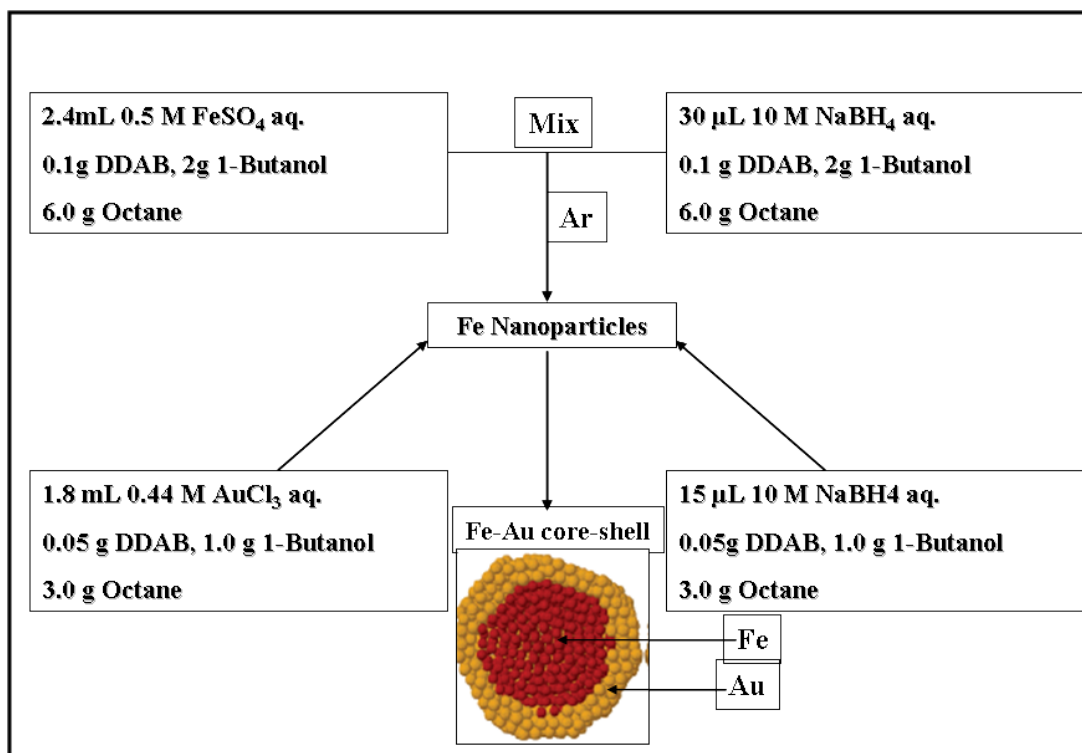 2.4mL 0.5 M FeSO₄ aq.
0.1g DDAB, 2g 1-Butanol
6.0 g Octane
Mix
30 µL 10 M NaBH₄ aq.
0.1 g DDAB, 2g 1-Butanol
6.0 g Octane
Ar
Fe Nanoparticles
1.8 mL 0.44 M AuCl₃ aq.
0.05 g DDAB, 1.0 g 1-Butanol
3.0 g Octane
Fe-Au core-shell
15 µL 10 M NaBH4 aq.
0.05g DDAB, 1.0 g 1-Butanol
3.0 g Octane
Fe
Au